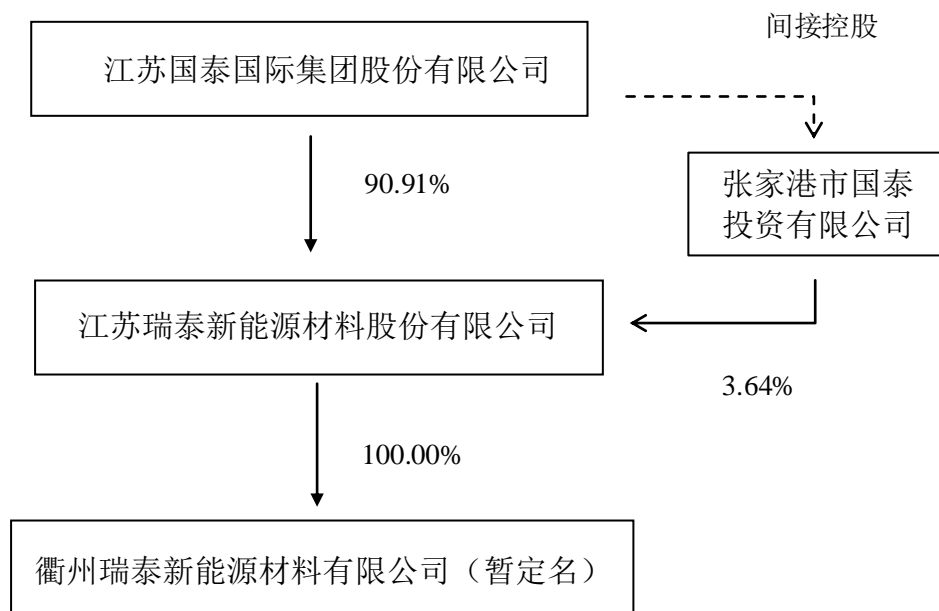 间接控股
江苏国泰国际集团股份有限公司
90.91%
张家港市国泰
投资有限公司
江苏瑞泰新能源材料股份有限公司
3.64%
100.00%
衢州瑞泰新能源材料有限公司（暂定名）